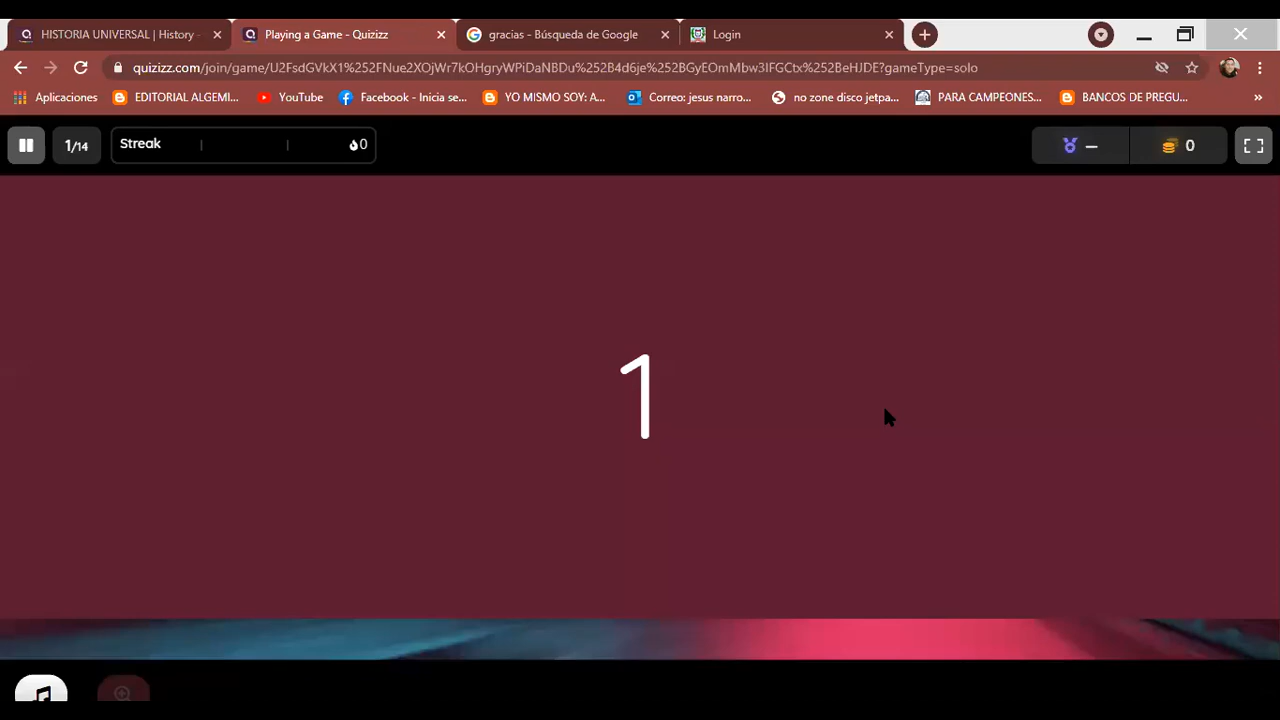 HISTORIA UNIVERSAL | History -
Playing a Game - Quizizz
gracias - Búsqueda de Google
Login
quizizz.com/join/game/U2FsdGVkX1%252FNue2XOjWr7kOHgryWPiDaNBDu%252B4d6je%252BGyEOmMbw3IFGCtx%252BeHJDE?gameType=solo
Aplicaciones
EDITORIAL ALGEMI...
YouTube
Facebook - Inicia se...
YO MISMO SOY: A...
Correo: jesus narro...
no zone disco jetpa...
PARA CAMPEONES...
BANCOS DE PREGU...
»
1/14
Streak
0
–
0
1